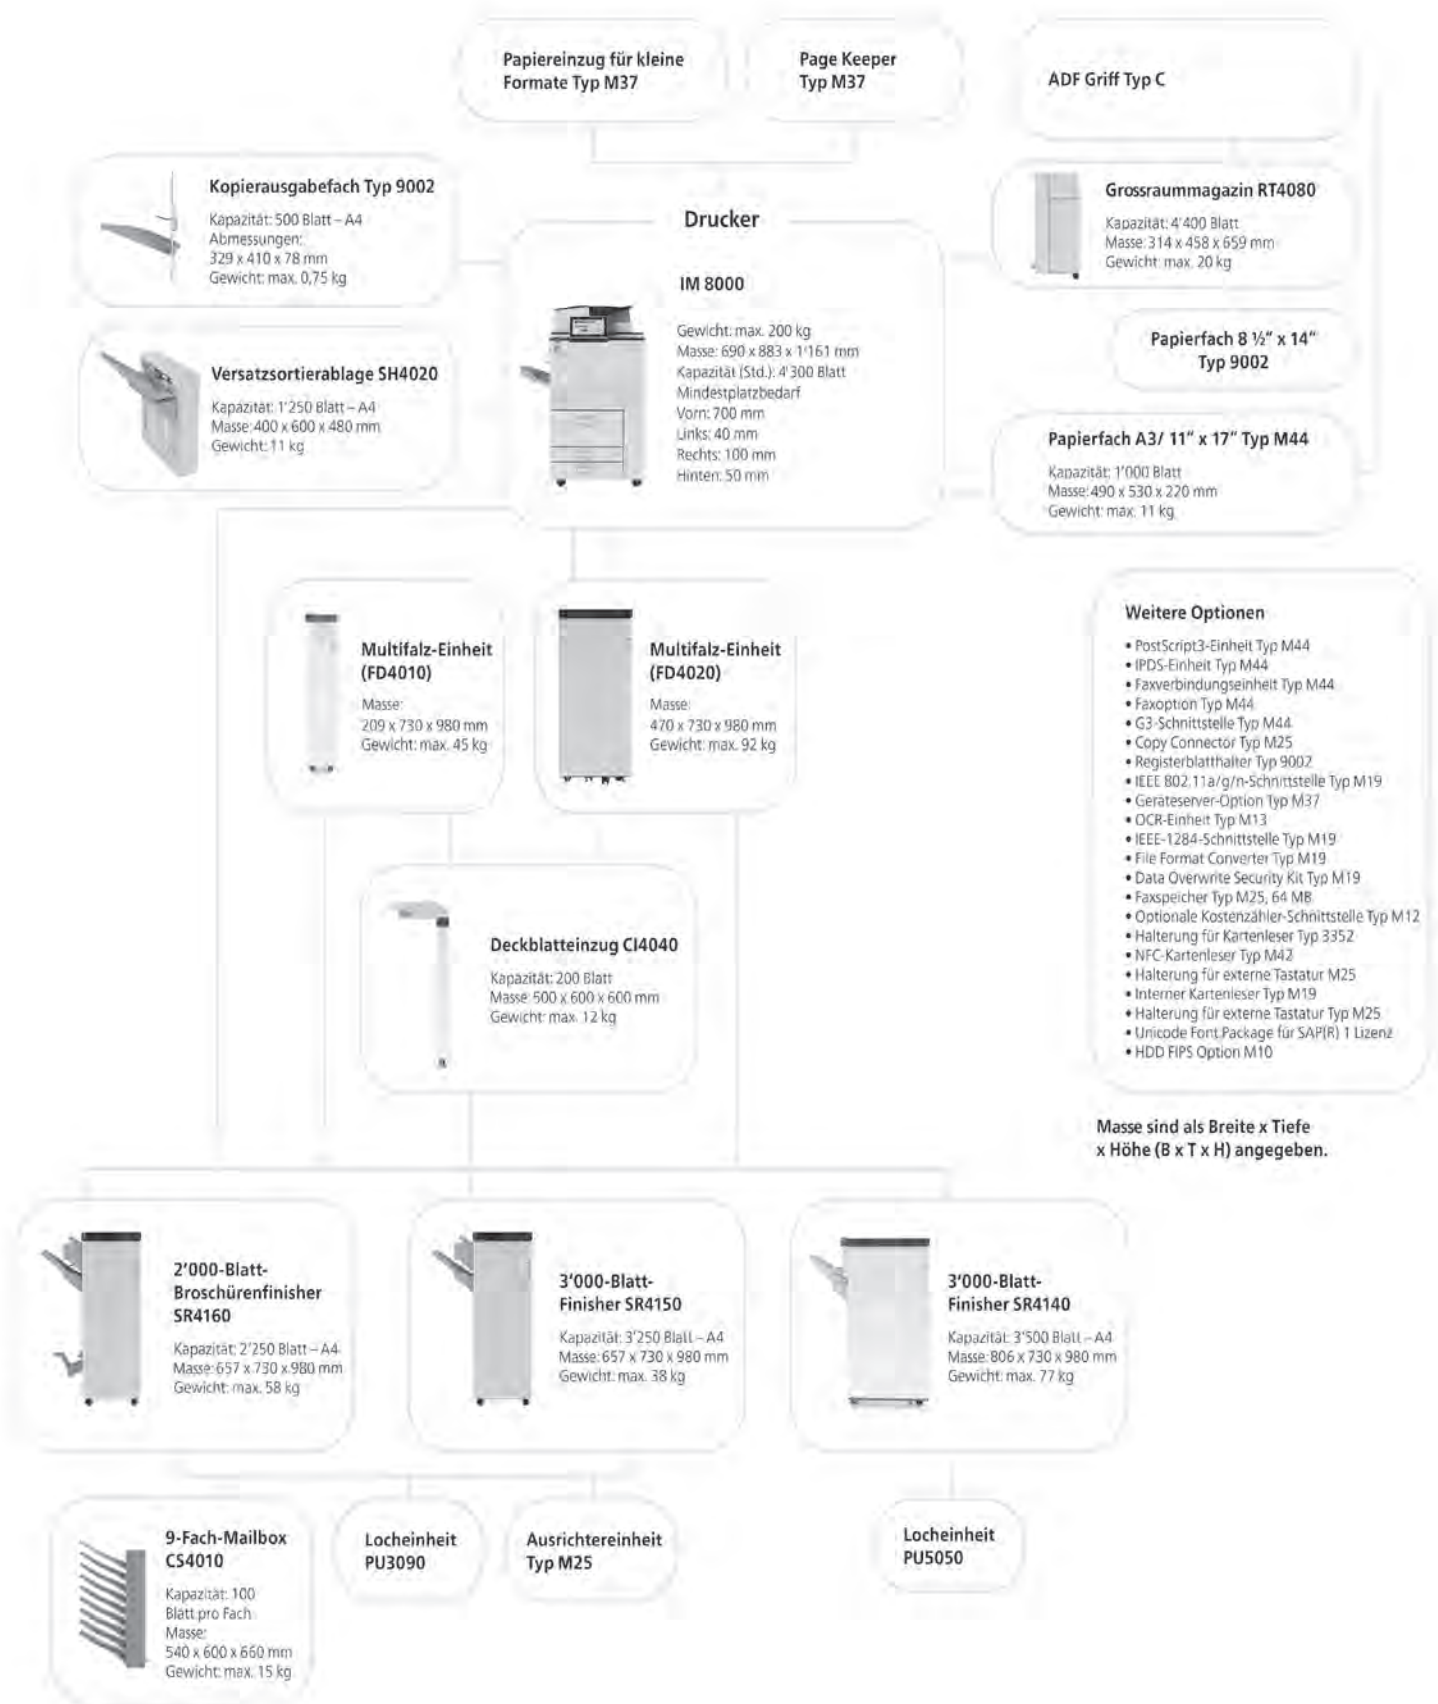 Papiereinzug für kleine
Formate Typ M37
Page Keeper
Typ M37
ADF Griff Typ C
Kopierausgabefach Typ 9002
Kapazität: 500 Blatt – A4
Abmessungen:
329 x 410 x 78 mm
Gewicht: max. 0,75 kg
Versatzsortierablage SH4020
Kapazität: 1'250 Blatt – A4
Masse: 400 x 600 x 480 mm
Gewicht: 11 kg
Drucker
IM 8000
Gewicht: max. 200 kg
Masse: 690 x 883 x 1'161 mm
Kapazität (Std.): 4'300 Blatt
Mindestplatzbedarf
Vorn: 700 mm
Links: 40 mm
Rechts: 100 mm
Hinten: 50 mm
Grossraummagazin RT4080
Kapazität: 4'400 Blatt
Masse: 314 x 458 x 659 mm
Gewicht: max. 20 kg
Papierfach 8 ½“ x 14“
Typ 9002
Papierfach A3/ 11“ x 17“ Typ M44
Kapazität: 1'000 Blatt
Masse: 490 x 530 x 220 mm
Gewicht: max. 11 kg
Multifalz-Einheit
(FD4010)
Masse:
209 x 730 x 980 mm
Gewicht: max. 45 kg
Multifalz-Einheit
(FD4020)
Masse:
470 x 730 x 980 mm
Gewicht: max. 92 kg
Weitere Optionen
• PostScript3-Einheit Typ M44
• IPDS-Einheit Typ M44
• Faxverbindungseinheit Typ M44
• Faxoption Typ M44
• G3-Schnittstelle Typ M44
• Copy Connector Typ M25
• Registerblatthalter Typ 9002
• IEEE 802.11a/g/n-Schnittstelle Typ M19
• Geräteserver-Option Typ M37
• OCR-Einheit Typ M13
• IEEE-1284-Schnittstelle Typ M19
• File Format Converter Typ M19
• Data Overwrite Security Kit Typ M19
• Faxspeicher Typ M25, 64 MB
• Optionale Kostenzähler-Schnittstelle Typ M12
• Halterung für Kartenleser Typ 3352
• NFC-Kartenleser Typ M42
• Halterung für externe Tastatur M25
• Interner Kartenleser Typ M19
• Halterung für externe Tastatur Typ M25
• Unicode Font Package für SAP(R) 1 Lizenz
• HDD FIPS Option M10
Masse sind als Breite x Tiefe
x Höhe (B x T x H) angegeben.
Deckblatteinzug CI4040
Kapazität: 200 Blatt
Masse: 500 x 600 x 600 mm
Gewicht: max. 12 kg
2'000-Blatt-
Broschürenfinisher
SR4160
Kapazität: 2'250 Blatt – A4
Masse: 657 x 730 x 980 mm
Gewicht: max. 58 kg
3'000-Blatt-
Finisher SR4150
Kapazität: 3'250 Blatt – A4
Masse: 657 x 730 x 980 mm
Gewicht: max. 38 kg
3'000-Blatt-
Finisher SR4140
Kapazität: 3'500 Blatt – A4
Masse: 806 x 730 x 980 mm
Gewicht: max. 77 kg
9-Fach-Mailbox
CS4010
Kapazität: 100
Blatt pro Fach
Masse:
540 x 600 x 660 mm
Gewicht: max. 15 kg
Locheinheit
PU3090
Ausrichtereinheit
Typ M25
Locheinheit
PU5050